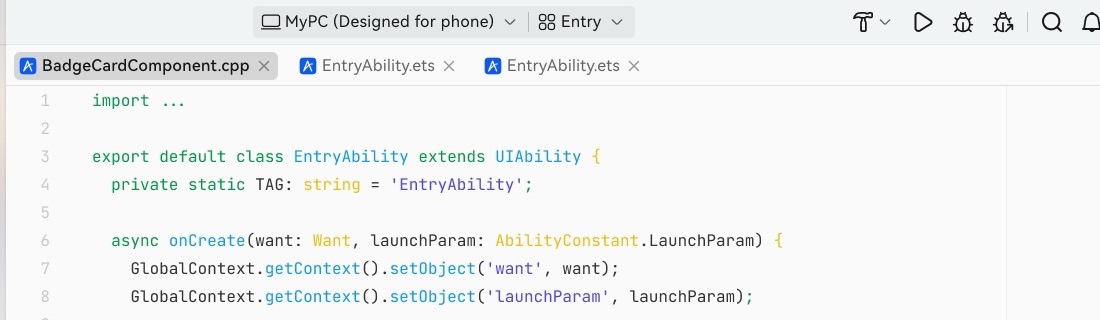 MyPC (Designed for phone) Entry
BadgeCardComponent.cpp EntryAbility.ets EntryAbility.ets
1 import ...
2
3 export default class EntryAbility extends UIAbility {
4 private static TAG: string = 'EntryAbility';
5
6 async onCreate(want: Want, launchParam: AbilityConstant.LaunchParam) {
7 GlobalContext.getContext().setObject('want', want);
8 GlobalContext.getContext().setObject('launchParam', launchParam);